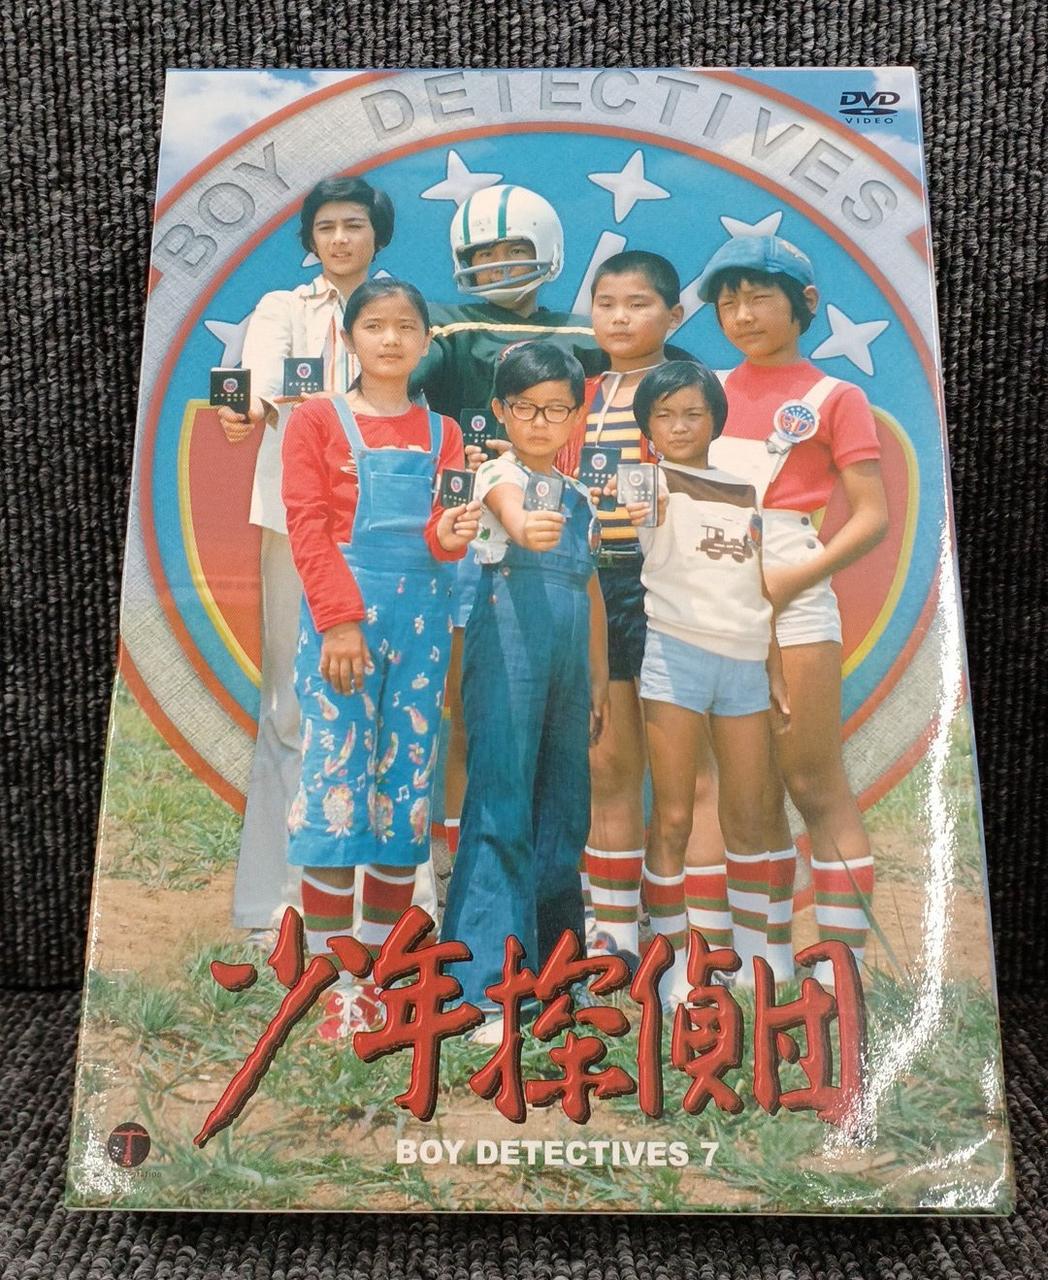 BOY DETECTIVES
DVD
VIDEO
少年探偵団
BOY DETECTIVES 7
T